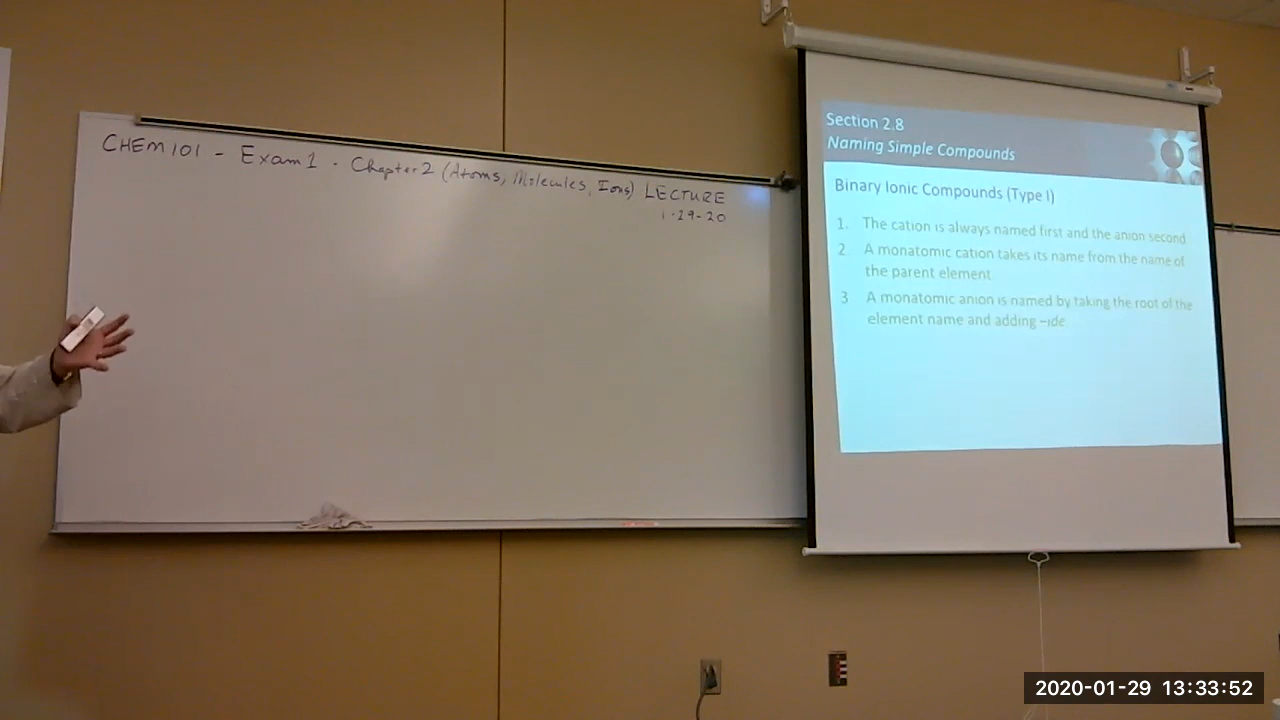 CHEM 101 - Exam 1 - Chapter 2 (Atoms, Molecules, Ions) LECTURE
1-29-20
Section 2.8
Naming Simple Compounds
Binary Ionic Compounds (Type I)
1. The cation is always named first and the anion second
2 A monatomic cation takes its name from the name of
the parent element
3 A monatomic anion is named by taking the root of the
element name and adding –ide
2020-01-29 13:33:52